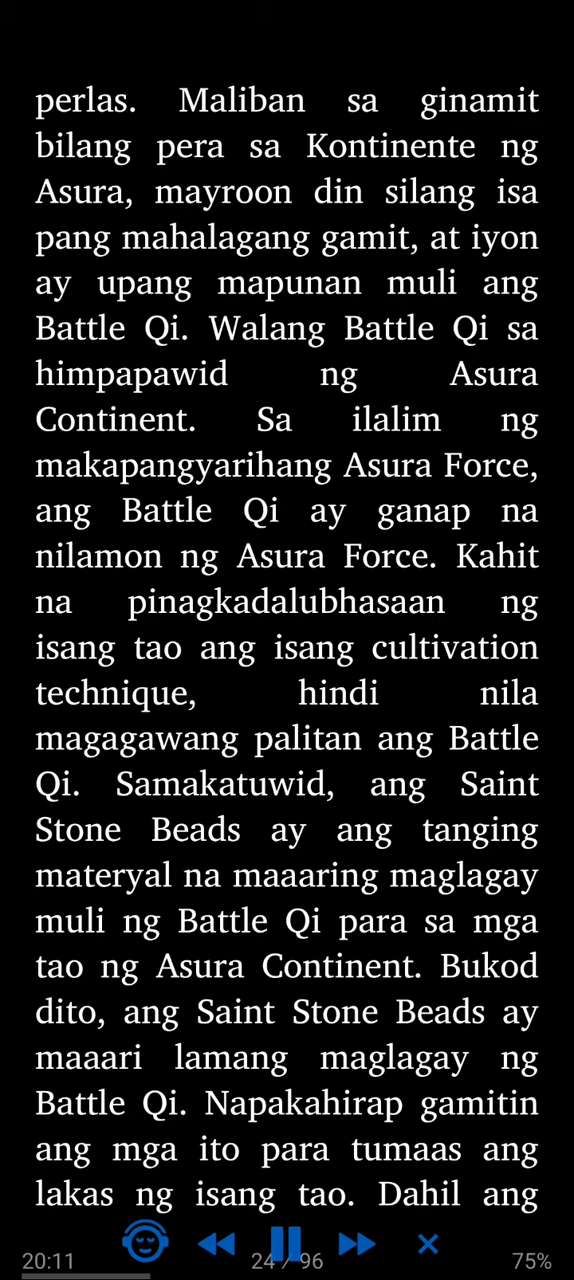 perlas. Maliban sa ginamit
bilang pera sa Kontinente ng
Asura, mayroon din silang isa
pang mahalagang gamit, at iyon
ay upang mapunan muli ang
Battle Qi. Walang Battle Qi sa
himpapawid ng Asura
Continent. Sa ilalim ng
makapangyarihang Asura Force,
ang Battle Qi ay ganap na
nilamon ng Asura Force. Kahit
na pinagkadalubhasaan ng
isang tao ang isang cultivation
technique, hindi nila
magagawang palitan ang Battle
Qi. Samakatuwid, ang Saint
Stone Beads ay ang tanging
materyal na maaaring maglagay
muli ng Battle Qi para sa mga
tao ng Asura Continent. Bukod
dito, ang Saint Stone Beads ay
maaari lamang maglagay ng
Battle Qi. Napakahirap gamitin
ang mga ito para tumaas ang
lakas ng isang tao. Dahil ang
20:11 24 / 96 75%